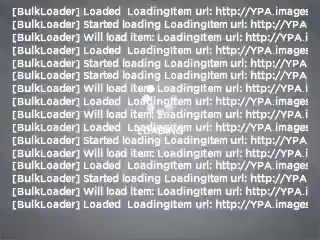 [BulkLoader] Loaded LoadingItem url: http://YPA.images
[BulkLoader] Started loading LoadingItem url: http://YPA
[BulkLoader] Will load item: LoadingItem url: http://YPA.i
[BulkLoader] Loaded LoadingItem url: http://YPA.images
[BulkLoader] Started loading LoadingItem url: http://YPA
[BulkLoader] Started loading LoadingItem url: http://YPA
[BulkLoader] Will load item: LoadingItem url: http://YPA.i
[BulkLoader] Loaded LoadingItem url: http://YPA.images
[BulkLoader] Will load item: LoadingItem url: http://YPA.i
[BulkLoader] Loaded LoadingItem url: http://YPA.images
LOADING
[BulkLoader] Started loading LoadingItem url: http://YPA
[BulkLoader] Will load item: LoadingItem url: http://YPA.i
[BulkLoader] Loaded LoadingItem url: http://YPA.images
[BulkLoader] Started loading LoadingItem url: http://YPA
[BulkLoader] Will load item: LoadingItem url: http://YPA.i
[BulkLoader] Loaded LoadingItem url: http://YPA.images